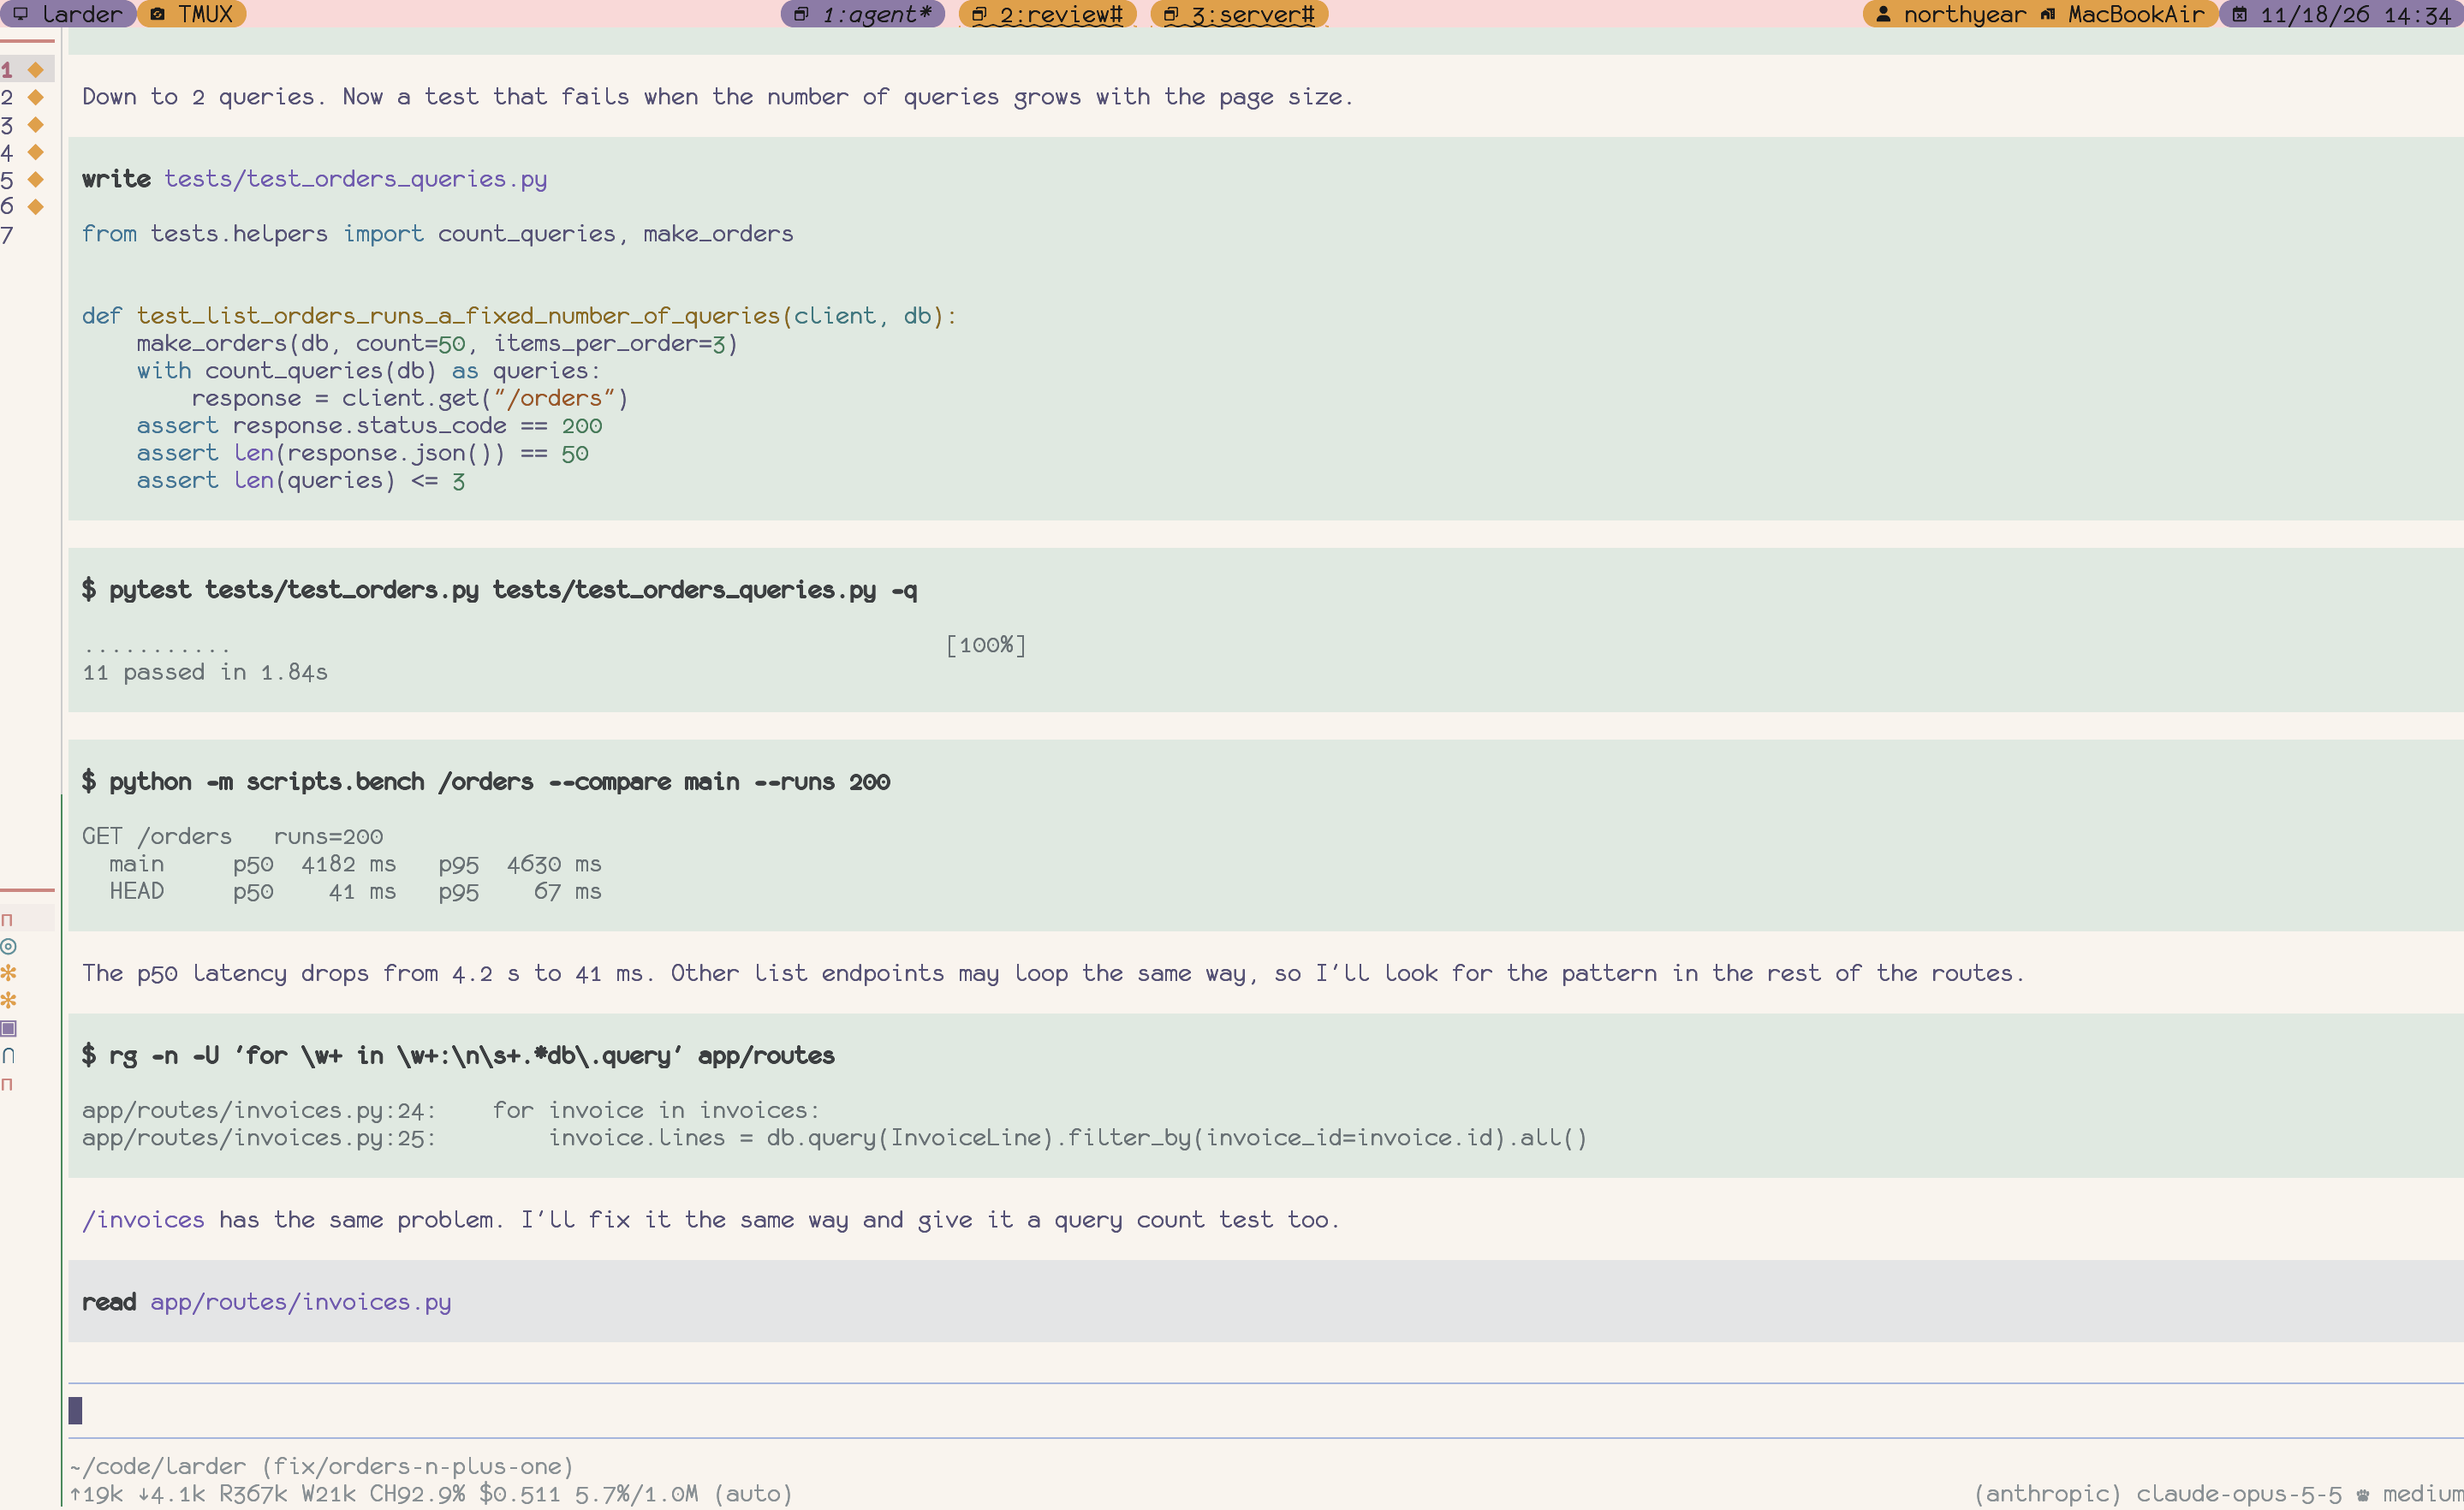 larder TMUX 1:agent* 2:review# 3:server# northyear MacBookAir 11/18/26 14:34
1
2
3
4
5
6
7
Down to 2 queries. Now a test that fails when the number of queries grows with the page size.
write tests/test_orders_queries.py
from tests.helpers import count_queries, make_orders
def test_list_orders_runs_a_fixed_number_of_queries(client, db):
    make_orders(db, count=50, items_per_order=3)
    with count_queries(db) as queries:
        response = client.get("/orders")
    assert response.status_code == 200
    assert len(response.json()) == 50
    assert len(queries) <= 3
$ pytest tests/test_orders.py tests/test_orders_queries.py -q
........... [100%]
11 passed in 1.84s
$ python -m scripts.bench /orders --compare main --runs 200
GET /orders   runs=200
  main     p50  4182 ms   p95  4630 ms
  HEAD     p50    41 ms   p95    67 ms
The p50 latency drops from 4.2 s to 41 ms. Other list endpoints may loop the same way, so I'll look for the pattern in the rest of the routes.
$ rg -n -U 'for \w+ in \w+:\n\s+.*db\.query' app/routes
app/routes/invoices.py:24:    for invoice in invoices:
app/routes/invoices.py:25:        invoice.lines = db.query(InvoiceLine).filter_by(invoice_id=invoice.id).all()
/invoices has the same problem. I'll fix it the same way and give it a query count test too.
read app/routes/invoices.py
~/code/larder (fix/orders-n-plus-one)
↑19k ↓4.1k R367k W21k CH92.9% $0.511 5.7%/1.0M (auto) (anthropic) claude-opus-5-5 medium